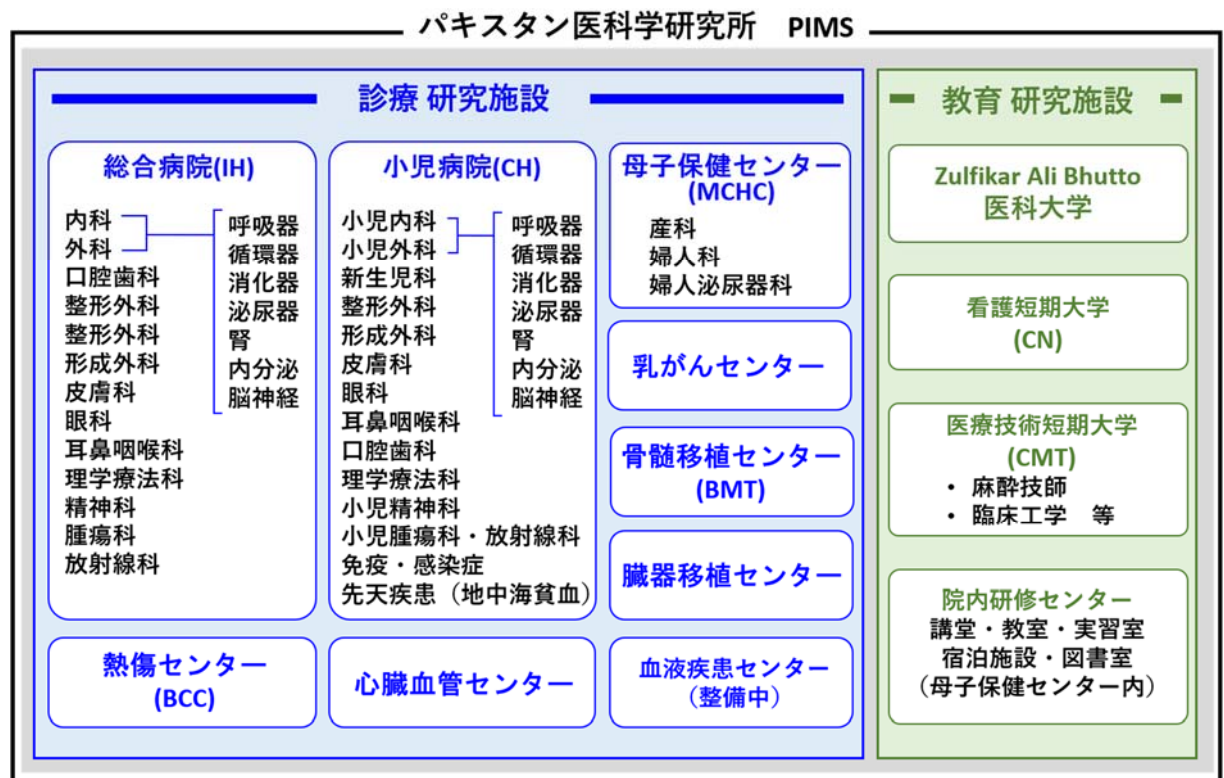 パキスタン医科学研究所　PIMS
診療 研究施設
総合病院(IH)
内科
外科
口腔歯科
整形外科
整形外科
形成外科
皮膚科
眼科
耳鼻咽喉科
理学療法科
精神科
腫瘍科
放射線科
呼吸器
循環器
消化器
泌尿器
腎
内分泌
脳神経
小児病院(CH)
小児内科
小児外科
新生児科
整形外科
形成外科
皮膚科
眼科
耳鼻咽喉科
口腔歯科
理学療法科
小児精神科
小児腫瘍科・放射線科
免疫・感染症
先天疾患（地中海貧血）
呼吸器
循環器
消化器
泌尿器
腎
内分泌
脳神経
母子保健センター
(MCHC)
産科
婦人科
婦人泌尿器科
乳がんセンター
骨髄移植センター
(BMT)
臓器移植センター
熱傷センター
(BCC)
心臓血管センター
血液疾患センター
（整備中）
教育 研究施設
Zulfikar Ali Bhutto
医科大学
看護短期大学
(CN)
医療技術短期大学
(CMT)
• 麻酔技師
• 臨床工学　等
院内研修センター
講堂・教室・実習室
宿泊施設・図書室
（母子保健センター内）